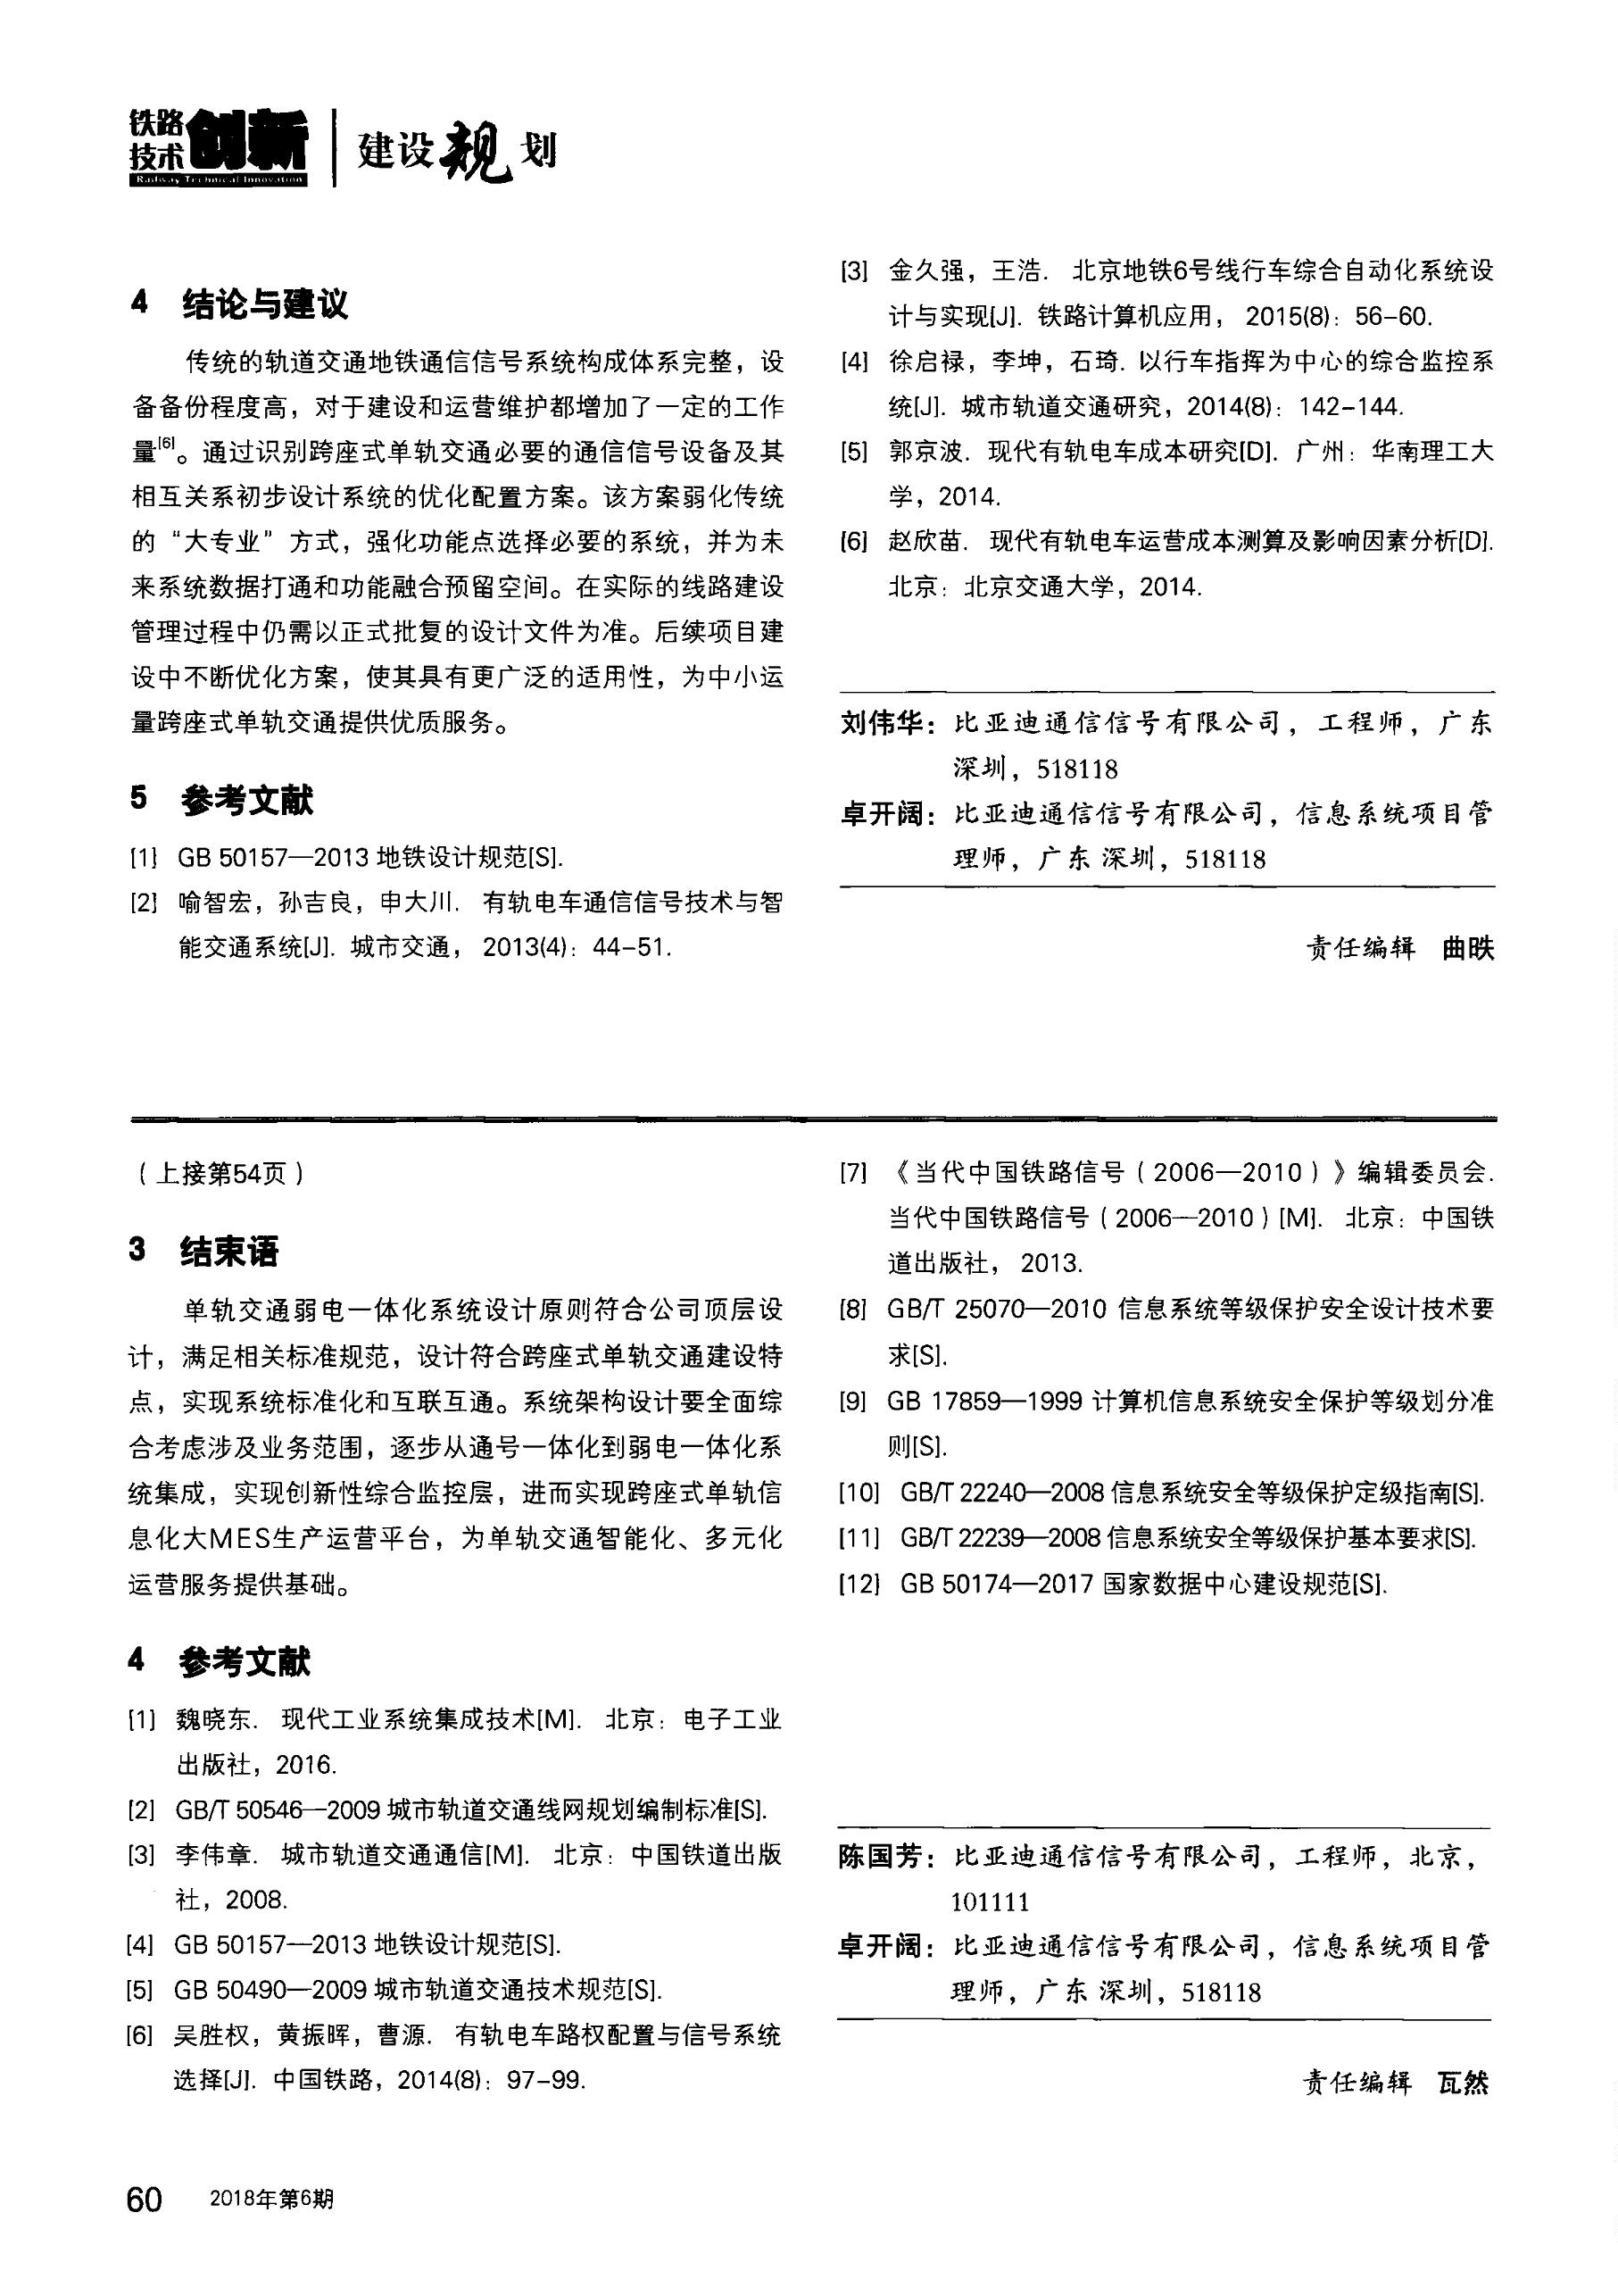 铁路
技术
创新
Railway Technical Innovation
建设规划
4 结论与建议
传统的轨道交通地铁通信信号系统构成体系完整，设
备备份程度高，对于建设和运营维护都增加了一定的工作
量[6]。通过识别跨座式单轨交通必要的通信信号设备及其
相互关系初步设计系统的优化配置方案。该方案弱化传统
的“大专业”方式，强化功能点选择必要的系统，并为未
来系统数据打通和功能融合预留空间。在实际的线路建设
管理过程中仍需以正式批复的设计文件为准。后续项目建
设中不断优化方案，使其具有更广泛的适用性，为中小运
量跨座式单轨交通提供优质服务。
5 参考文献
[1] GB 50157—2013 地铁设计规范[S].
[2] 喻智宏，孙吉良，申大川. 有轨电车通信信号技术与智
能交通系统[J]. 城市交通， 2013(4)：44-51.
[3] 金久强，王浩. 北京地铁6号线行车综合自动化系统设
计与实现[J]. 铁路计算机应用， 2015(8)：56-60.
[4] 徐启禄，李坤，石琦. 以行车指挥为中心的综合监控系
统[J]. 城市轨道交通研究，2014(8)：142-144.
[5] 郭京波. 现代有轨电车成本研究[D]. 广州：华南理工大
学，2014.
[6] 赵欣苗. 现代有轨电车运营成本测算及影响因素分析[D].
北京：北京交通大学，2014.
刘伟华：比亚迪通信信号有限公司，工程师，广东
深圳，518118
卓开阔：比亚迪通信信号有限公司，信息系统项目管
理师，广东 深圳，518118
责任编辑 曲昳
（上接第54页）
3 结束语
单轨交通弱电一体化系统设计原则符合公司顶层设
计，满足相关标准规范，设计符合跨座式单轨交通建设特
点，实现系统标准化和互联互通。系统架构设计要全面综
合考虑涉及业务范围，逐步从通号一体化到弱电一体化系
统集成，实现创新性综合监控层，进而实现跨座式单轨信
息化大MES生产运营平台，为单轨交通智能化、多元化
运营服务提供基础。
4 参考文献
[1] 魏晓东. 现代工业系统集成技术[M]. 北京：电子工业
出版社，2016.
[2] GB/T 50546—2009 城市轨道交通线网规划编制标准[S].
[3] 李伟章. 城市轨道交通通信[M]. 北京：中国铁道出版
社，2008.
[4] GB 50157—2013 地铁设计规范[S].
[5] GB 50490—2009 城市轨道交通技术规范[S].
[6] 吴胜权，黄振晖，曹源. 有轨电车路权配置与信号系统
选择[J]. 中国铁路，2014(8)：97-99.
[7] 《当代中国铁路信号（2006—2010）》编辑委员会.
当代中国铁路信号（2006—2010）[M]. 北京：中国铁
道出版社， 2013.
[8] GB/T 25070—2010 信息系统等级保护安全设计技术要
求[S].
[9] GB 17859—1999 计算机信息系统安全保护等级划分准
则[S].
[10] GB/T 22240—2008 信息系统安全等级保护定级指南[S].
[11] GB/T 22239—2008 信息系统安全等级保护基本要求[S].
[12] GB 50174—2017 国家数据中心建设规范[S].
陈国芳：比亚迪通信信号有限公司，工程师，北京，
101111
卓开阔：比亚迪通信信号有限公司，信息系统项目管
理师，广东 深圳，518118
责任编辑 瓦然
60 2018年第6期